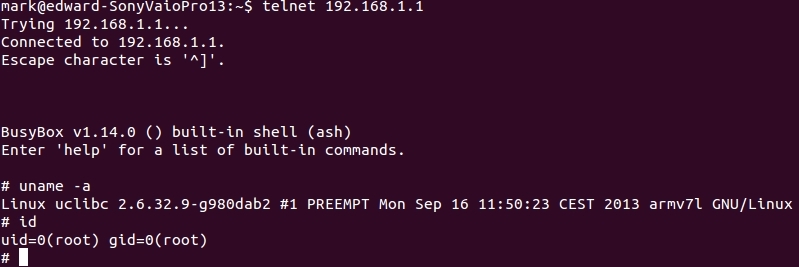 mark@edward-SonyVaioPro13:~$ telnet 192.168.1.1
Trying 192.168.1.1...
Connected to 192.168.1.1.
Escape character is '^]'.
BusyBox v1.14.0 () built-in shell (ash)
Enter 'help' for a list of built-in commands.
# uname -a
Linux uclibc 2.6.32.9-g980dab2 #1 PREEMPT Mon Sep 16 11:50:23 CEST 2013 armv7l GNU/Linux
# id
uid=0(root) gid=0(root)
#